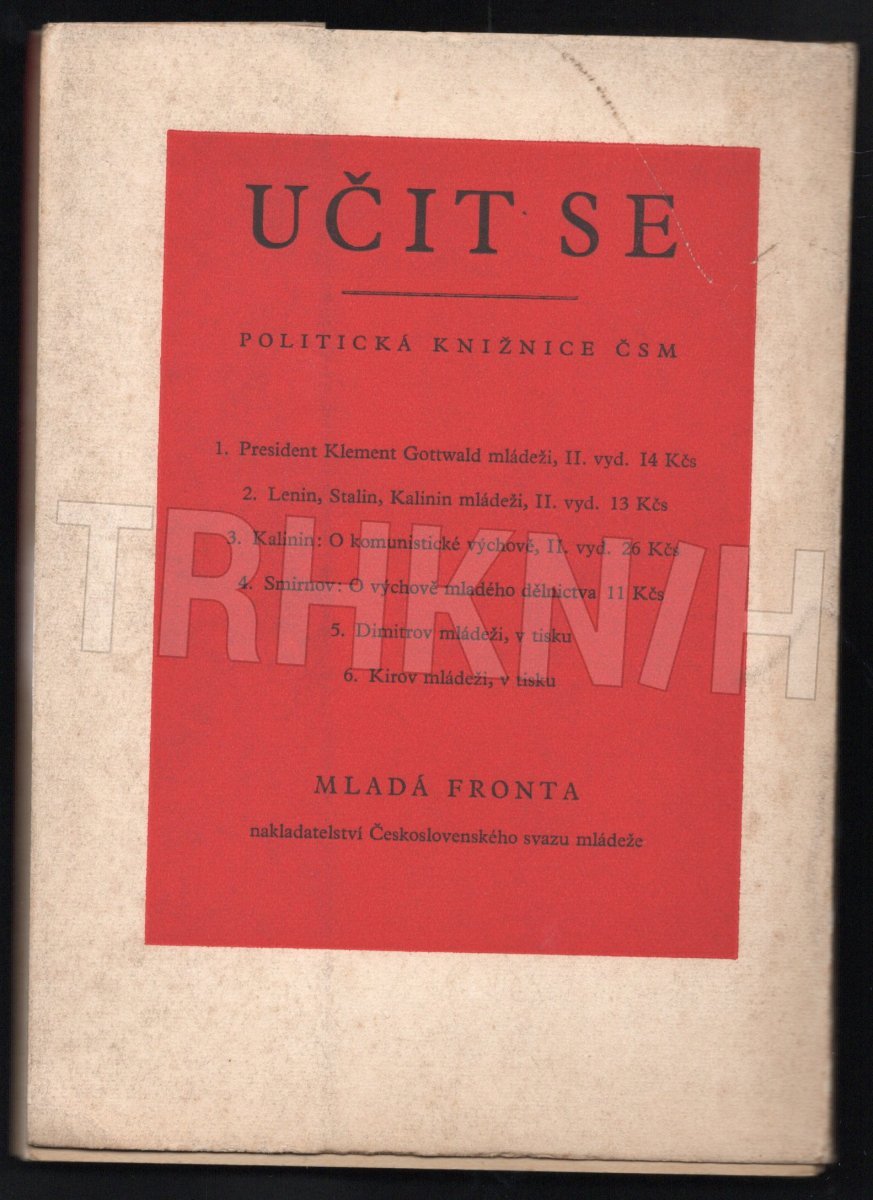 UČIT SE
POLITICKÁ KNIŽNICE ČSM
1. President Klement Gottwald mládeži, II. vyd. 14 Kčs
2. Lenin, Stalin, Kalinin mládeži, II. vyd. 13 Kčs
3. Kalinin: O komunistické výchově, II. vyd. 26 Kčs
4. Smirnov: O výchově mladého dělnictva 11 Kčs
5. Dimitrov mládeži, v tisku
6. Kirov mládeži, v tisku
TRHKN/H
MLADÁ FRONTA
nakladatelství Československého svazu mládeže